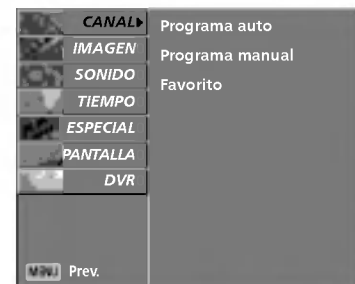 CANAL
IMAGEN
SONIDO
TIEMPO
ESPECIAL
PANTALLA
DVR
Programa auto
Programa manual
Favorito
MENU Prev.